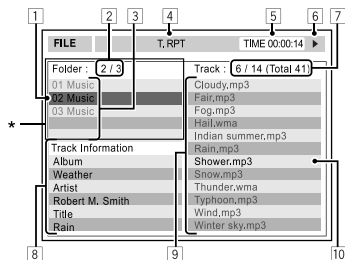 1 2 3 4 5 6 7
FILE T. RPT TIME 00:00:14
Folder : 2 / 3 Track : 6 / 14 (Total 41)
01 Music
02 Music
03 Music
*
Track Information
Album
Weather
Artist
Robert M. Smith
Title
Rain
Cloudy.mp3
Fair.mp3
Fog.mp3
Hail.wma
Indian summer.mp3
Rain.mp3
Shower.mp3
Snow.mp3
Thunder.wma
Typhoon.mp3
Wind.mp3
Winter sky.mp3
8 9 10